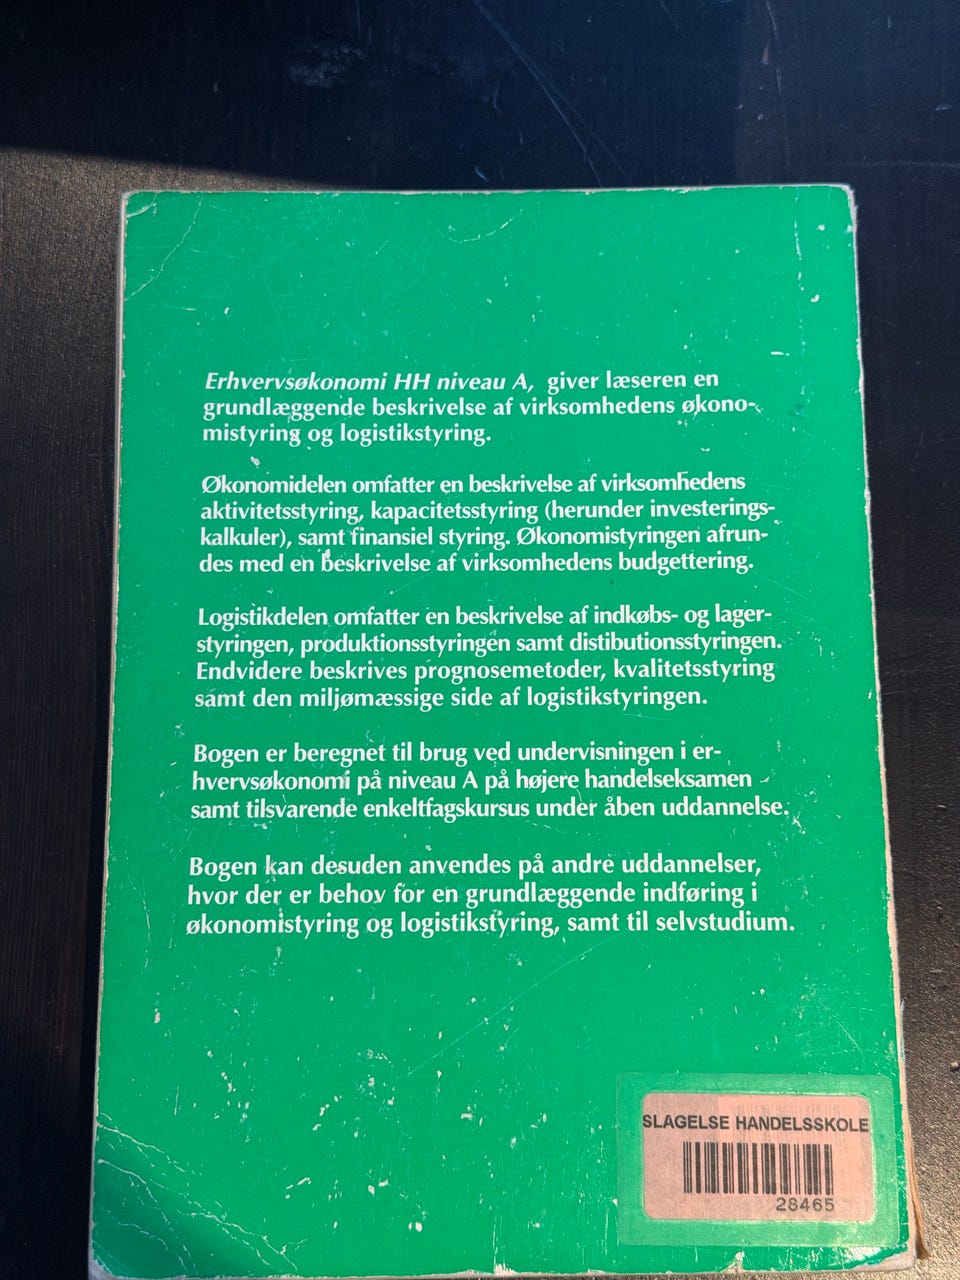 Erhvervsøkonomi HH niveau A, giver læseren en
grundlæggende beskrivelse af virksomhedens økono-
mistyring og logistikstyring.
Økonomidelen omfatter en beskrivelse af virksomhedens
aktivitetsstyring, kapacitetsstyring (herunder investerings-
kalkuler), samt finansiel styring. Økonomistyringen afrun-
des med en beskrivelse af virksomhedens budgettering.
Logistikdelen omfatter en beskrivelse af indkøbs- og lager-
styringen, produktionsstyringen samt distibutionsstyringen.
Endvidere beskrives prognosemetoder, kvalitetsstyring
samt den miljømæssige side af logistikstyringen.
Bogen er beregnet til brug ved undervisningen i er-
hvervsøkonomi på niveau A på højere handelseksamen
samt tilsvarende enkeltfagskursus under åben uddannelse.
Bogen kan desuden anvendes på andre uddannelser,
hvor der er behov for en grundlæggende indføring i
økonomistyring og logistikstyring, samt til selvstudium.
SLAGELSE HANDELSSKOLE
28465